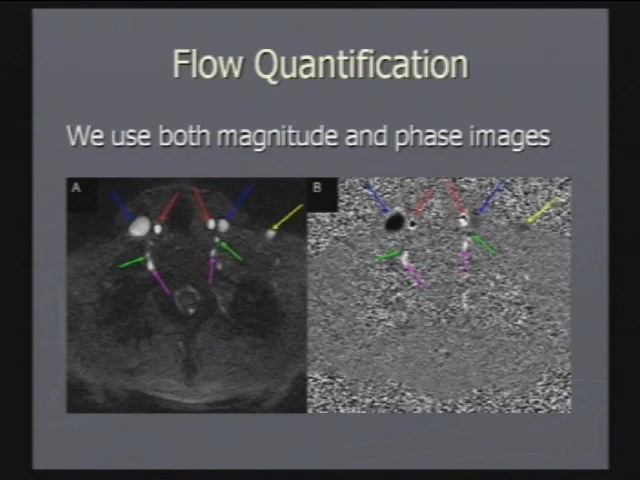 Flow Quantification
We use both magnitude and phase images
A
B